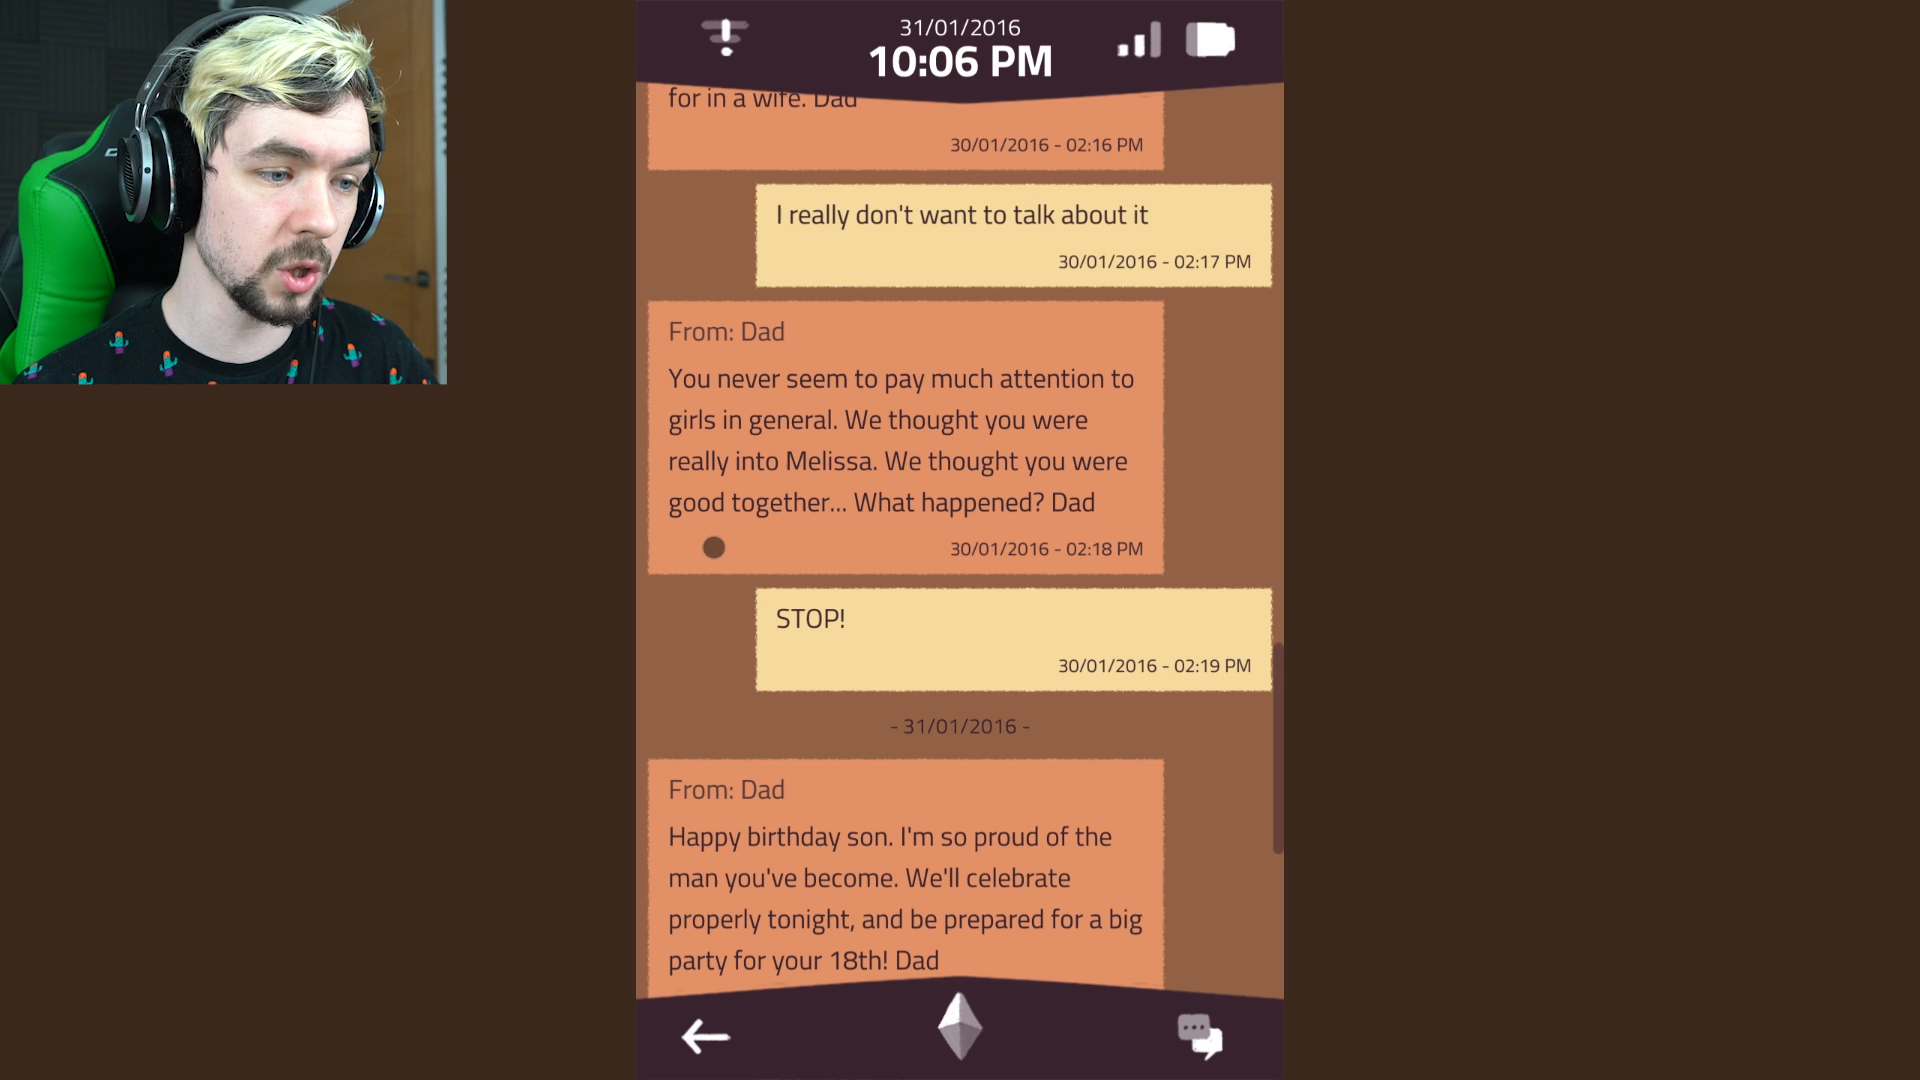 31/01/2016
10:06 PM
for in a wife. Dad
30/01/2016 - 02:16 PM
I really don't want to talk about it
30/01/2016 - 02:17 PM
From: Dad
You never seem to pay much attention to
girls in general. We thought you were
really into Melissa. We thought you were
good together... What happened? Dad
30/01/2016 - 02:18 PM
STOP!
30/01/2016 - 02:19 PM
- 31/01/2016 -
From: Dad
Happy birthday son. I'm so proud of the
man you've become. We'll celebrate
properly tonight, and be prepared for a big
party for your 18th! Dad